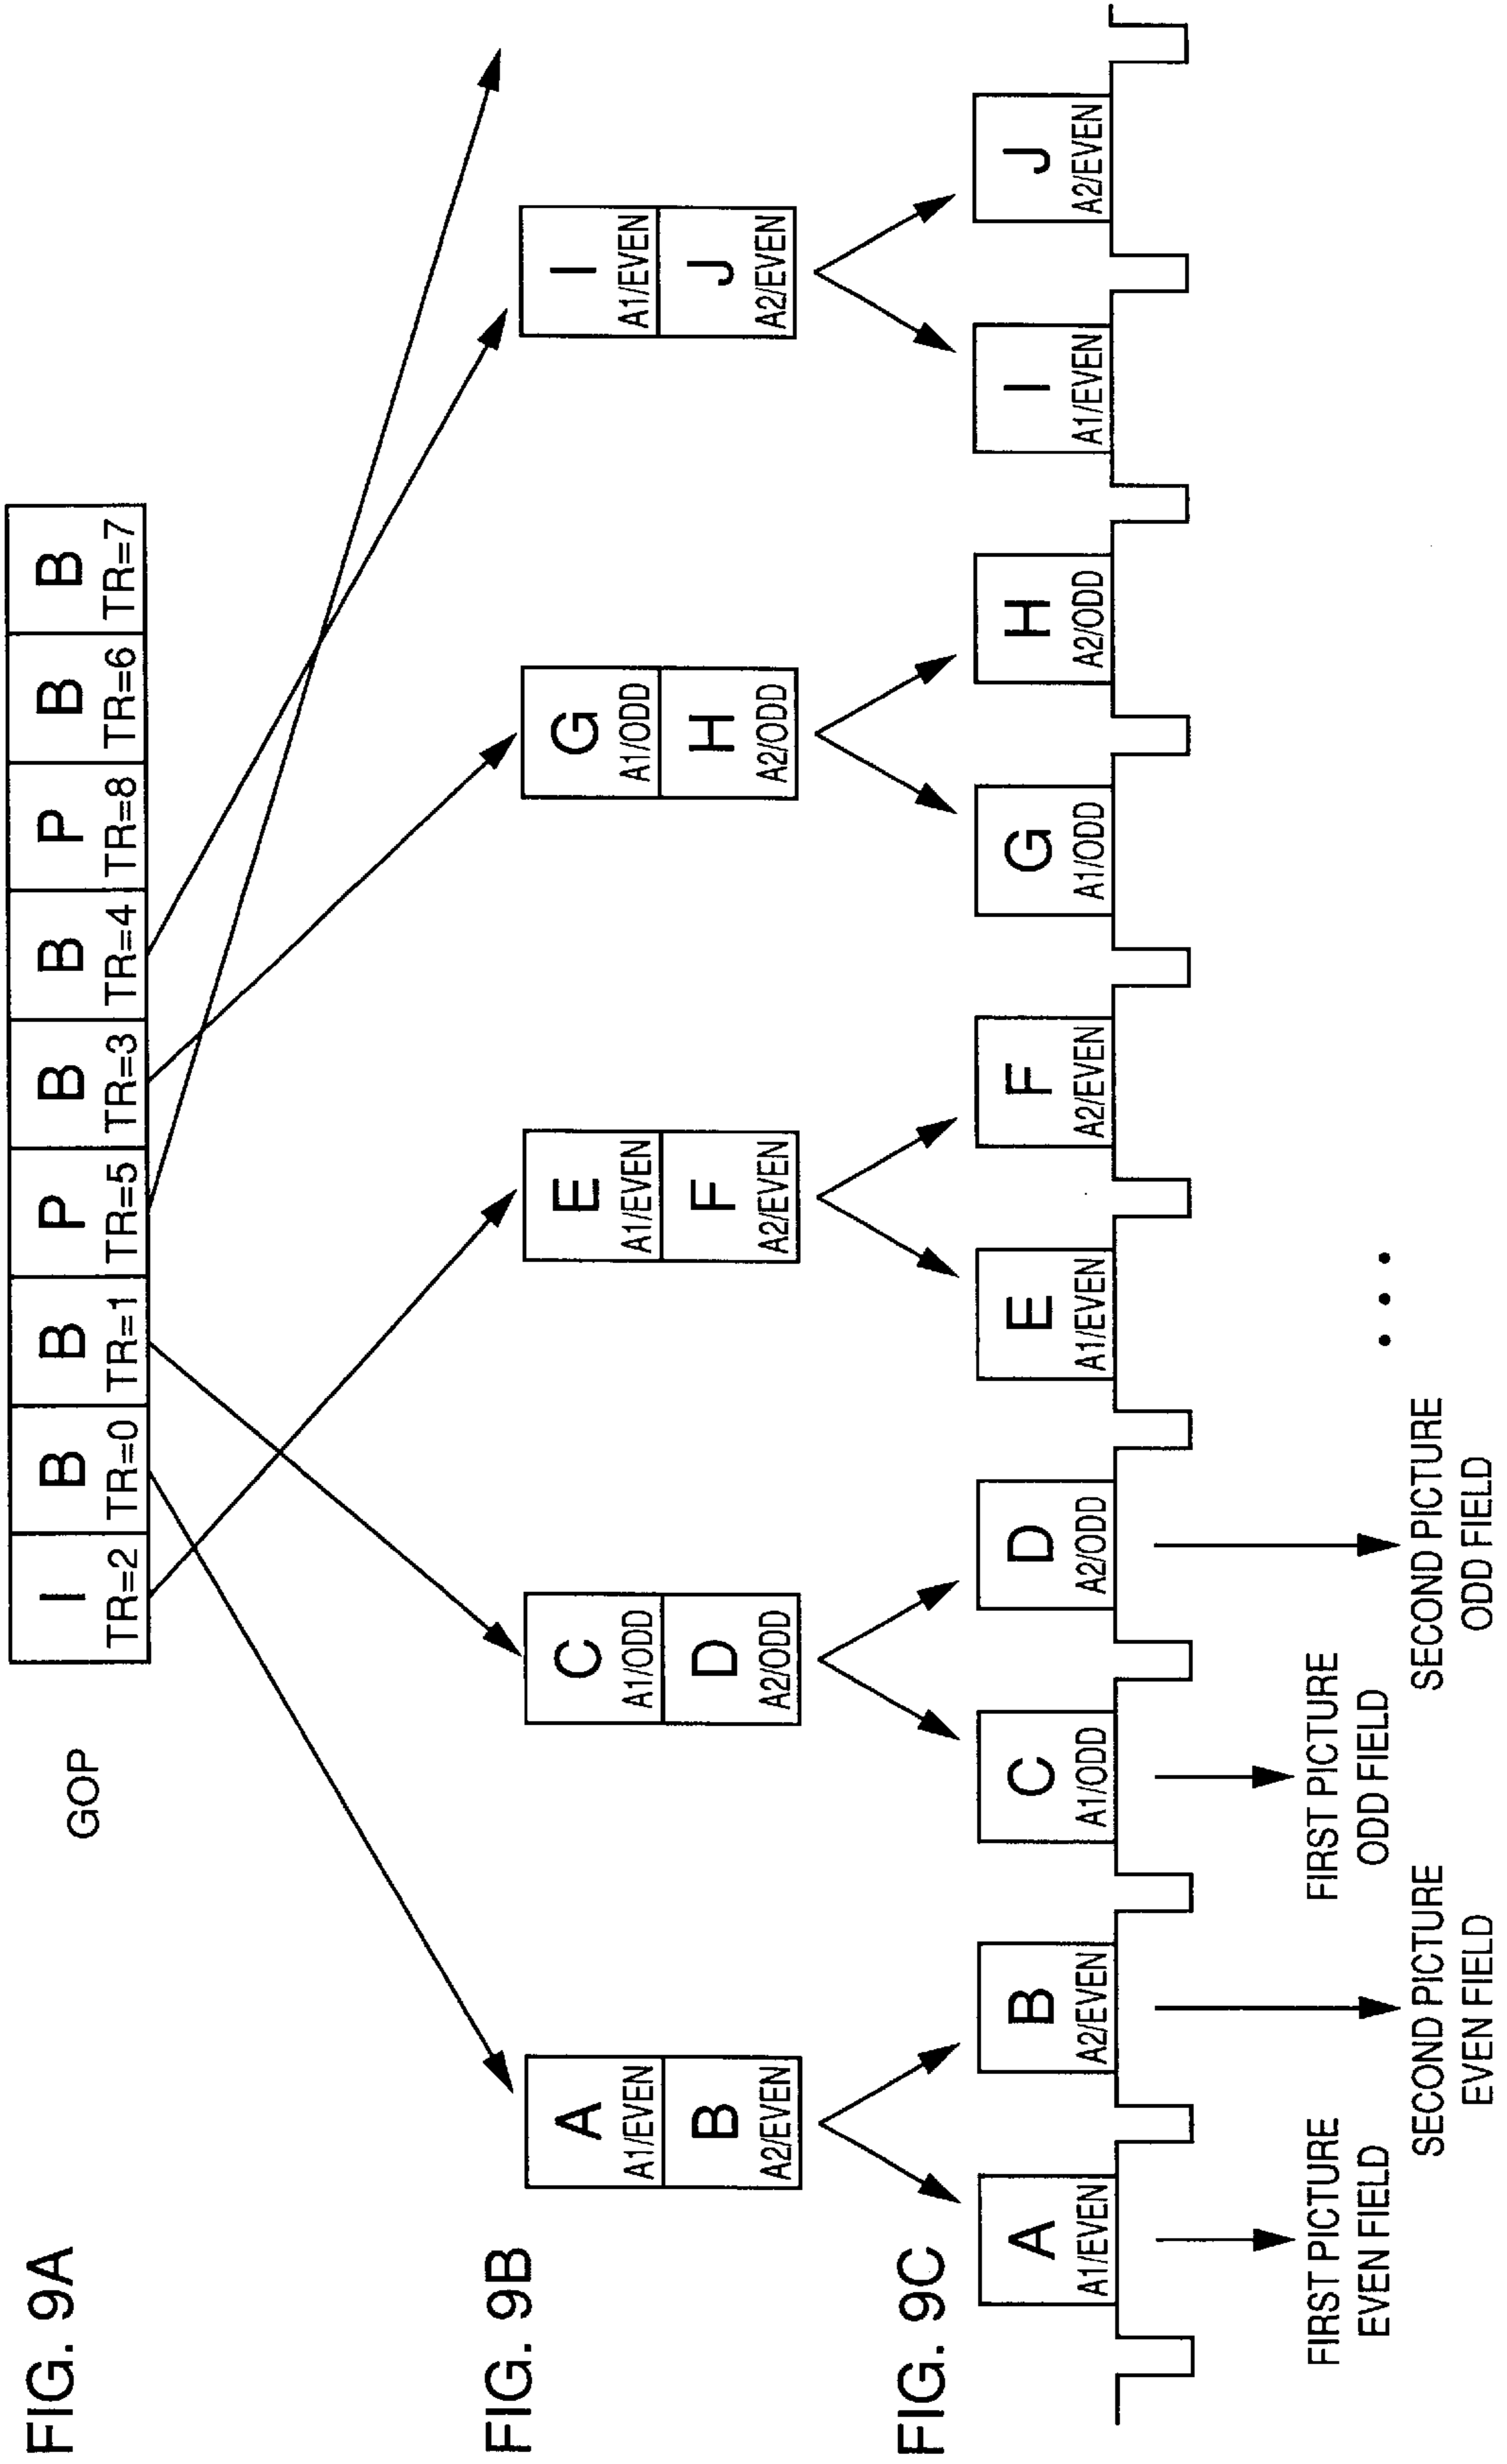 FIG. 9A
GOP
I B B P B B P B B
TR=2 TR=0 TR=1 TR=5 TR=3 TR=4 TR=8 TR=6 TR=7
FIG. 9B
A C E G I
A1/EVEN A1/ODD A1/EVEN A1/ODD A1/EVEN
B D F H J
A2/EVEN A2/ODD A2/EVEN A2/ODD A2/EVEN
FIG. 9C
A B C D E F G H I J
A1/EVEN A2/EVEN A1/ODD A2/ODD A1/EVEN A2/EVEN A1/ODD A2/ODD A1/EVEN A2/EVEN
FIRST PICTURE
EVEN FIELD
SECOND PICTURE
EVEN FIELD
FIRST PICTURE
ODD FIELD
SECOND PICTURE
ODD FIELD
• • •